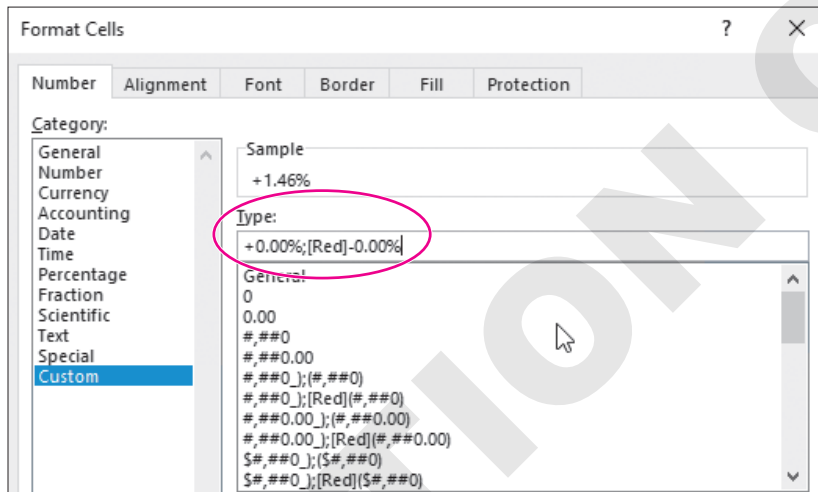 Format Cells ? ×
Number Alignment Font Border Fill Protection
Category:
General
Number
Currency
Accounting
Date
Time
Percentage
Fraction
Scientific
Text
Special
Custom
Sample
+1.46%
Type:
+0.00%;[Red]-0.00%
General
0
0.00
#,##0
#,##0.00
#,##0_);(#,##0)
#,##0_);[Red](#,##0)
#,##0.00_);(#,##0.00)
#,##0.00_);[Red](#,##0.00)
$#,##0_);($#,##0)
$#,##0_);[Red]($#,##0)
TION O